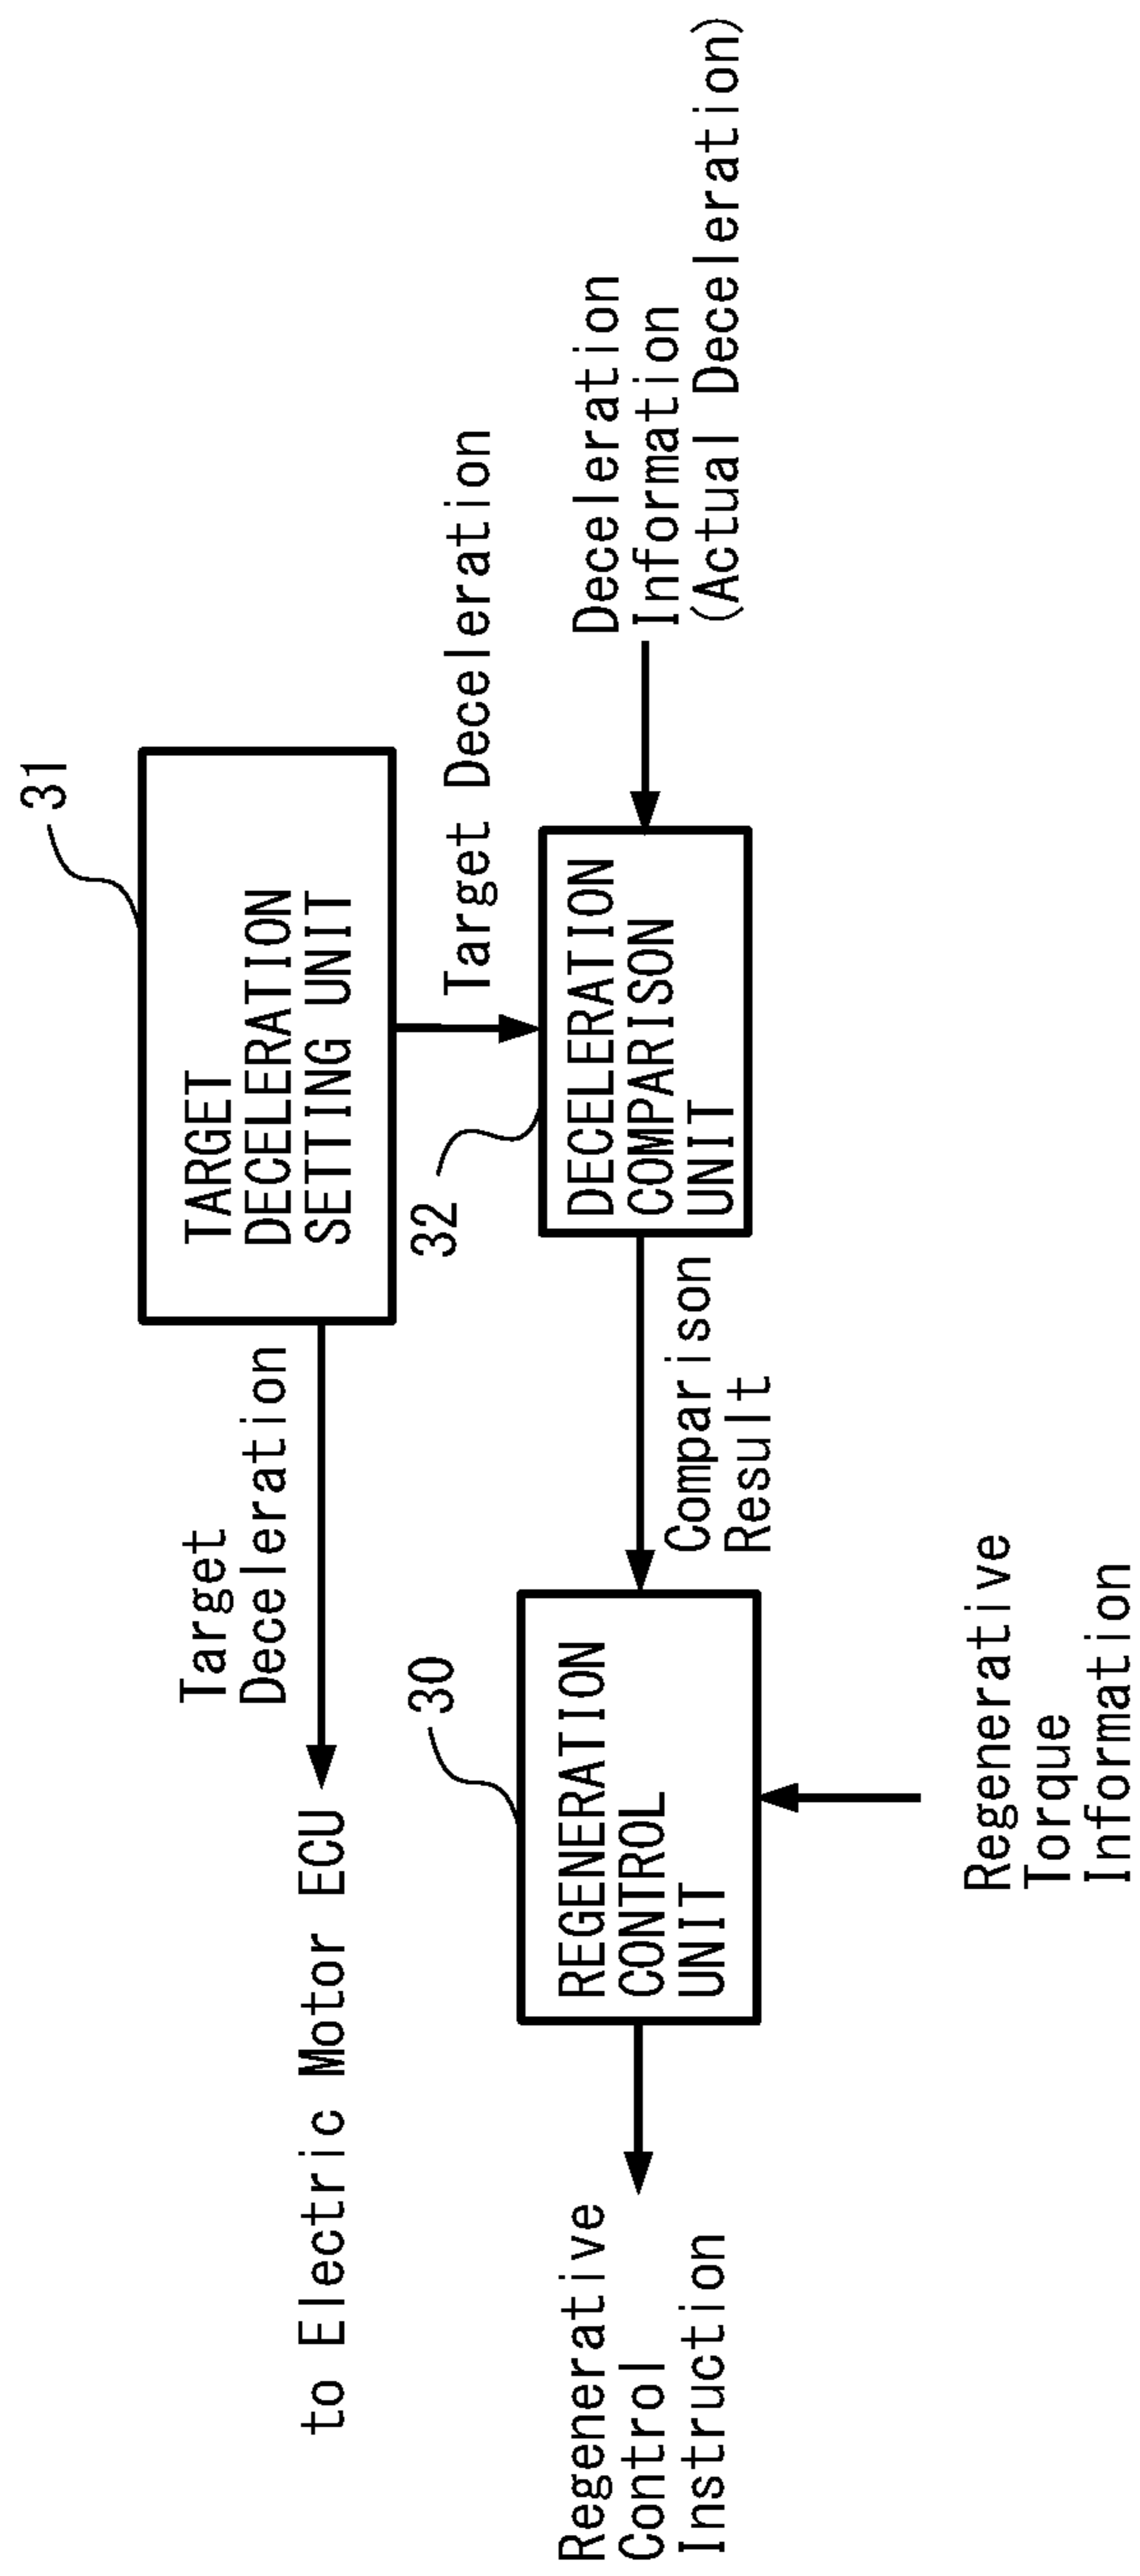 31
TARGET
DECELERATION
SETTING UNIT
Target
Deceleration
to Electric Motor ECU
Target Deceleration
32
DECELERATION
COMPARISON
UNIT
Deceleration
Information
(Actual Deceleration)
Comparison
Result
30
REGENERATION
CONTROL
UNIT
Regenerative
Control
Instruction
Regenerative
Torque
Information